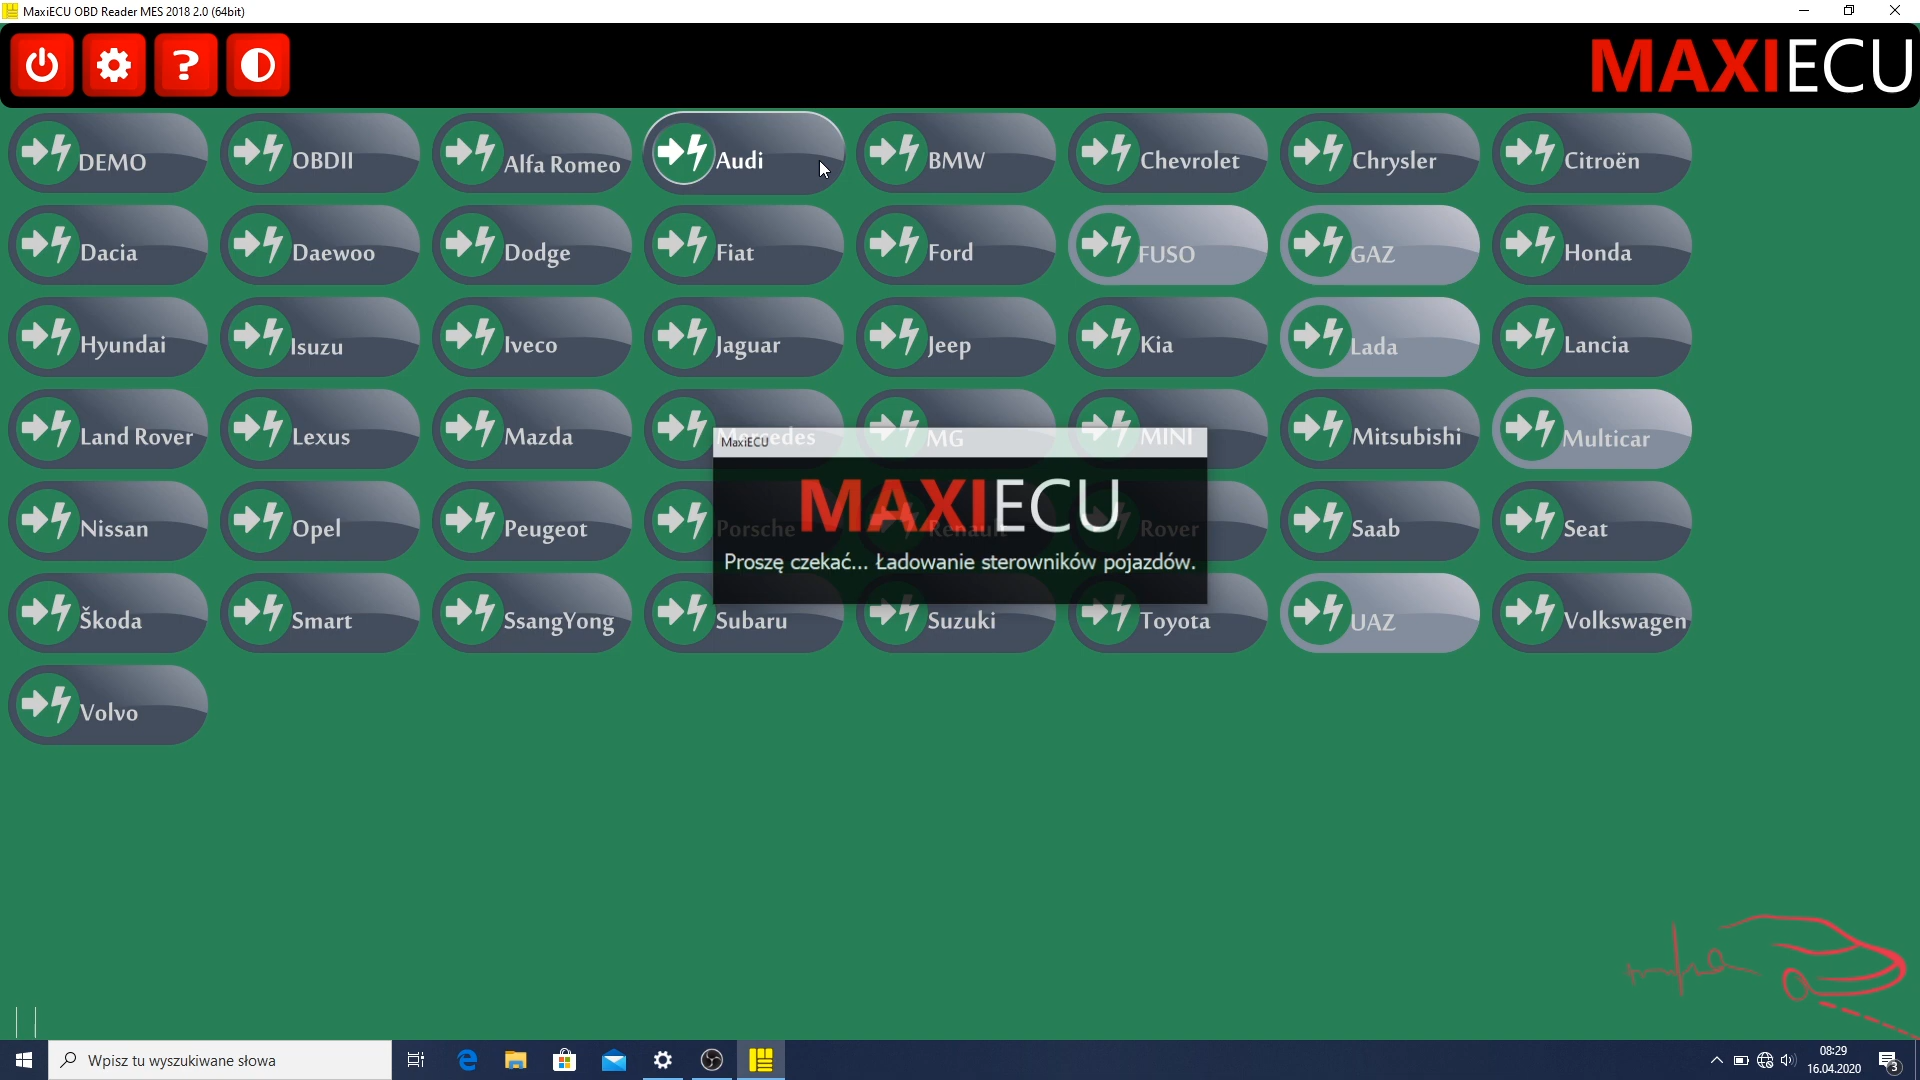 MaxiECU OBD Reader MES 2018 2.0 (64bit)
MAXIECU
DEMO
OBDII
Alfa Romeo
Audi
BMW
Chevrolet
Chrysler
Citroën
Dacia
Daewoo
Dodge
Fiat
Ford
FUSO
GAZ
Honda
Hyundai
Isuzu
Iveco
Jaguar
Jeep
Kia
Lada
Lancia
Land Rover
Lexus
Mazda
Mercedes
MG
MINI
Mitsubishi
Multicar
MaxiECU
MAXIECU
Proszę czekać... Ładowanie sterowników pojazdów.
Nissan
Opel
Peugeot
Porsche
Renault
Rover
Saab
Seat
Škoda
Smart
SsangYong
Subaru
Suzuki
Toyota
UAZ
Volkswagen
Volvo
Wpisz tu wyszukiwane słowa
08:29
16.04.2020
3